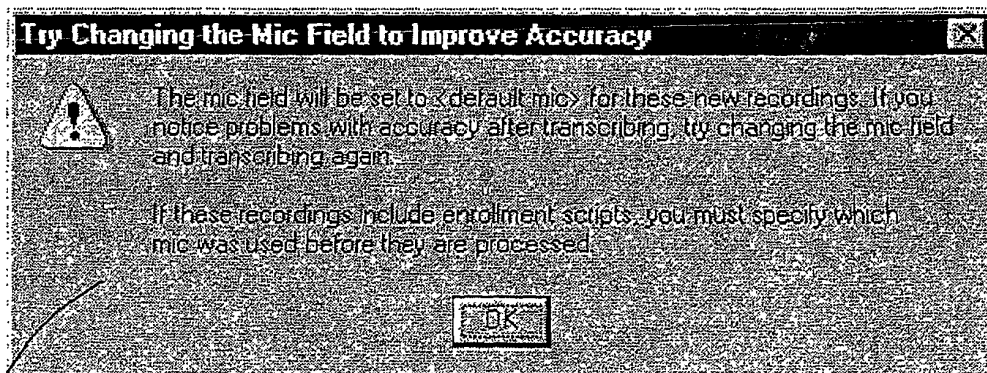 Try Changing the Mic Field to Improve Accuracy
The mic field will be set to <default mic> for these new recordings. If you
notice problems with accuracy after transcribing, try changing the mic field
and transcribing again.
If these recordings include enrollment scripts, you must specify which
mic was used before they are processed.
OK